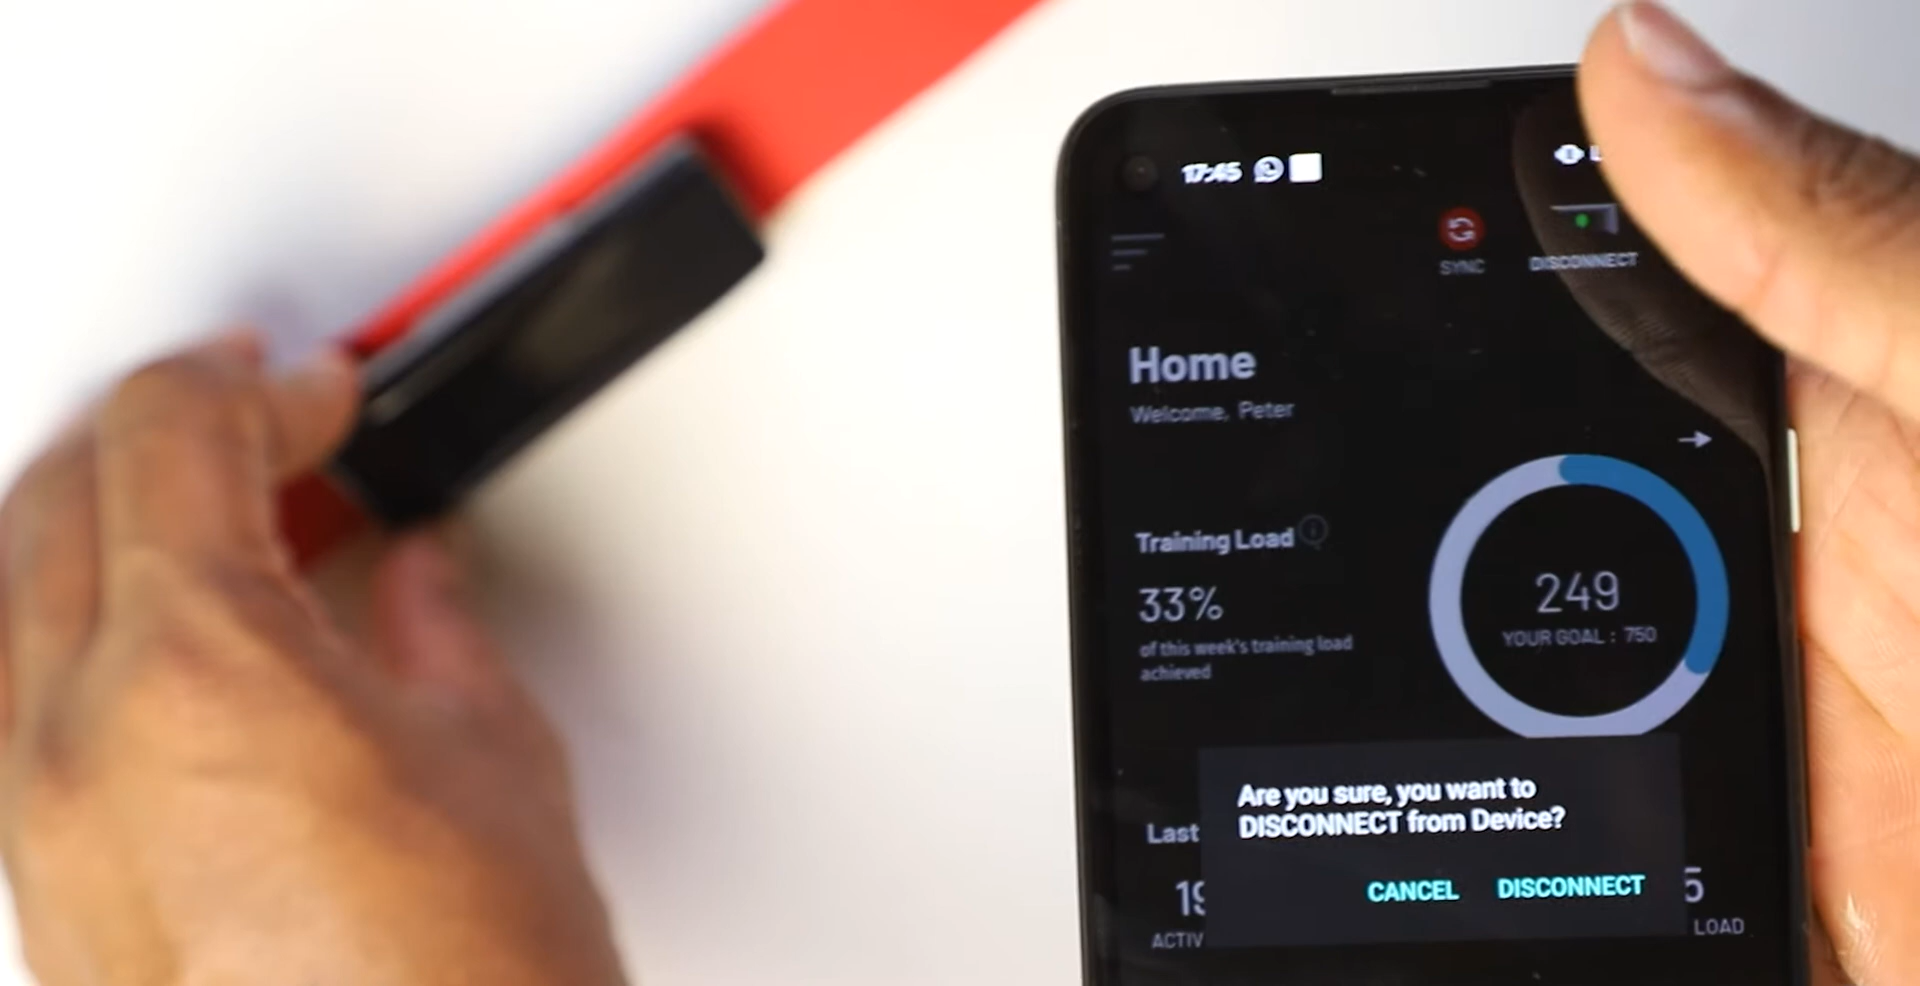 17:45
SYNC
DISCONNECT
Home
Welcome, Peter
Training Load
33%
of this week's training load
achieved
249
YOUR GOAL : 750
Are you sure, you want to
DISCONNECT from Device?
Last
CANCEL DISCONNECT
5
LOAD